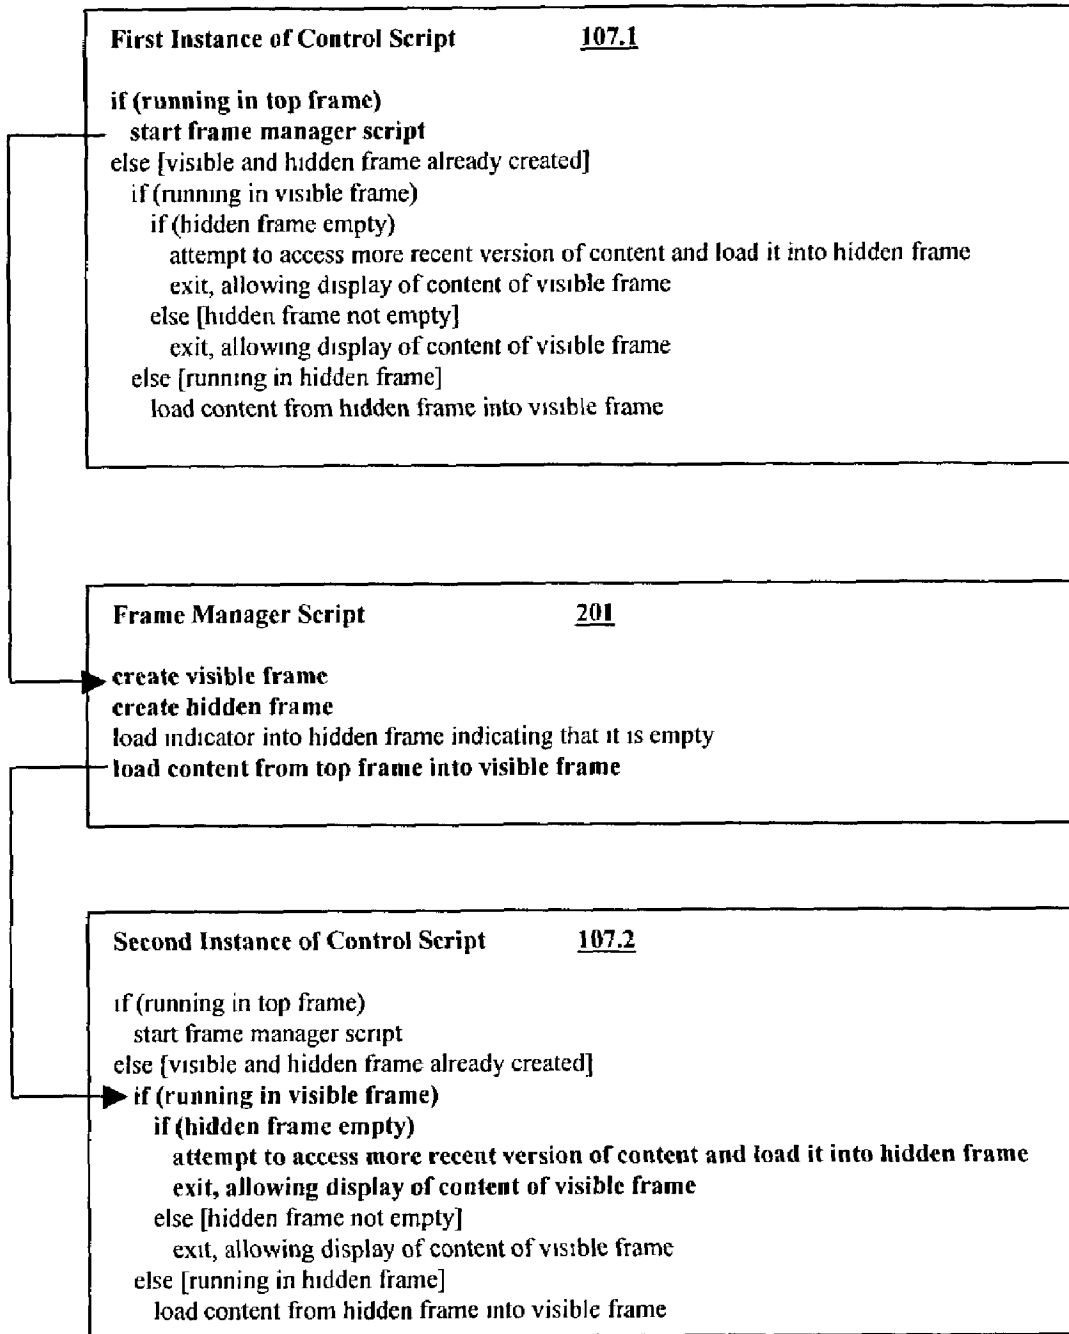 First Instance of Control Script 107.1
if (running in top frame)
start frame manager script
else [visible and hidden frame already created]
if (running in visible frame)
if (hidden frame empty)
attempt to access more recent version of content and load it into hidden frame
exit, allowing display of content of visible frame
else [hidden frame not empty]
exit, allowing display of content of visible frame
else [running in hidden frame]
load content from hidden frame into visible frame
Frame Manager Script 201
create visible frame
create hidden frame
load indicator into hidden frame indicating that it is empty
load content from top frame into visible frame
Second Instance of Control Script 107.2
if (running in top frame)
start frame manager script
else [visible and hidden frame already created]
if (running in visible frame)
if (hidden frame empty)
attempt to access more recent version of content and load it into hidden frame
exit, allowing display of content of visible frame
else [hidden frame not empty]
exit, allowing display of content of visible frame
else [running in hidden frame]
load content from hidden frame into visible frame